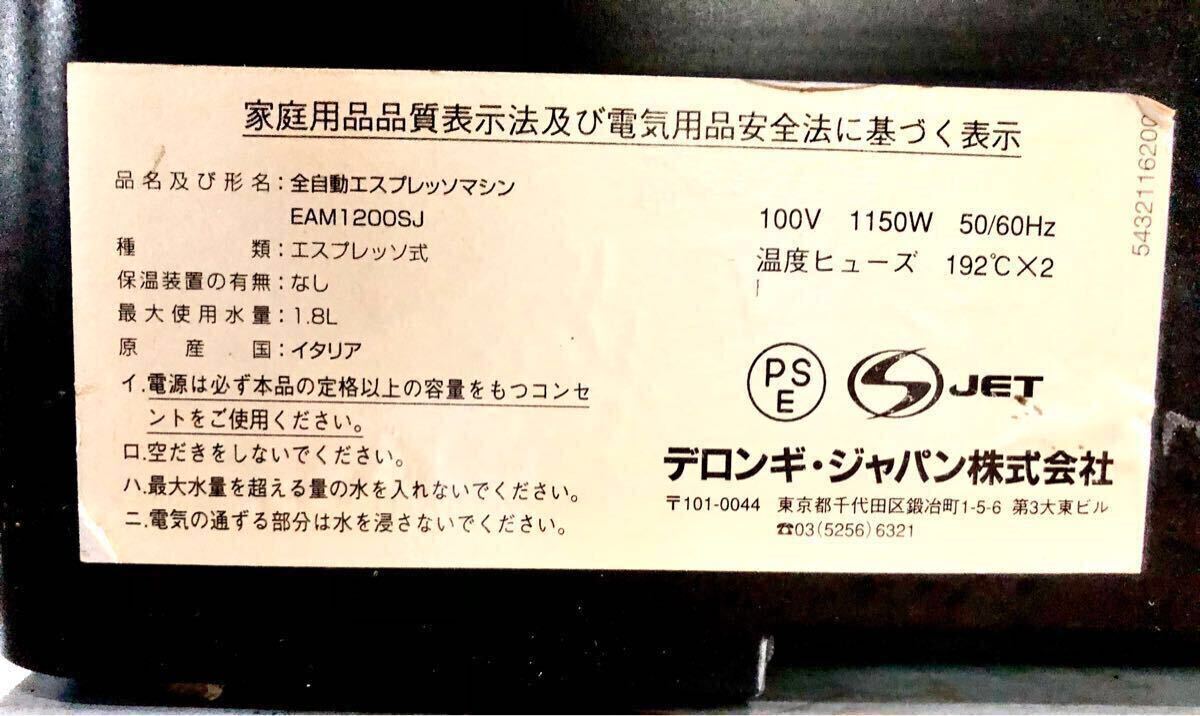 家庭用品品質表示法及び電気用品安全法に基づく表示
品名及び形名：全自動エスプレッソマシン
EAM1200SJ
種類：エスプレッソ式
保温装置の有無：なし
最大使用水量：1.8L
原産国：イタリア
イ.電源は必ず本品の定格以上の容量をもつコンセ
ントをご使用ください。
ロ.空だきをしないでください。
ハ.最大水量を超える量の水を入れないでください。
ニ.電気の通ずる部分は水を浸さないでください。
100V 1150W 50/60Hz
温度ヒューズ 192℃×2
PSE
JET
デロンギ・ジャパン株式会社
〒101-0044 東京都千代田区鍛冶町1-5-6 第3大東ビル
☎03(5256)6321
5432116200